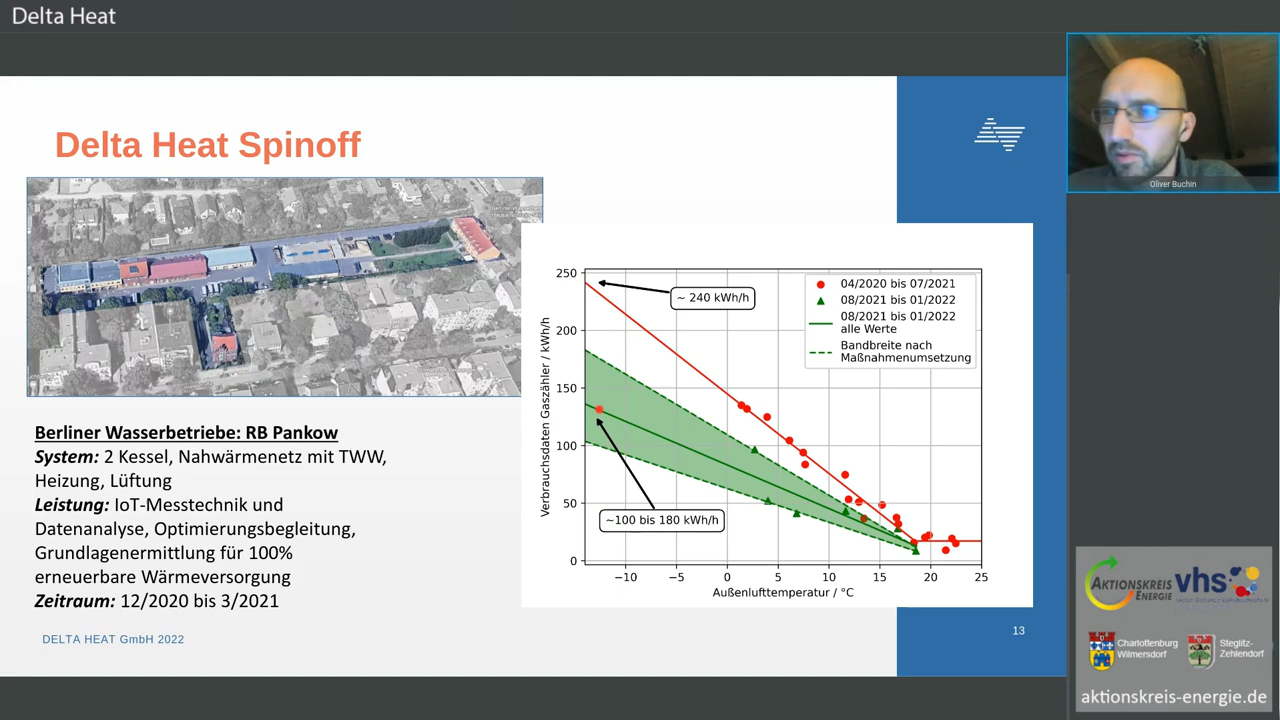 Delta Heat
Oliver Buchin
Delta Heat Spinoff
Berliner Wasserbetriebe: RB Pankow
System: 2 Kessel, Nahwärmenetz mit TWW,
Heizung, Lüftung
Leistung: IoT-Messtechnik und
Datenanalyse, Optimierungsbegleitung,
Grundlagenermittlung für 100%
erneuerbare Wärmeversorgung
Zeitraum: 12/2020 bis 3/2021
DELTA HEAT GmbH 2022
Verbrauchsdaten Gaszähler / kWh/h
250
200
150
100
50
0
−10
−5
0
5
10
15
20
25
Außenlufttemperatur / °C
~ 240 kWh/h
~100 bis 180 kWh/h
04/2020 bis 07/2021
08/2021 bis 01/2022
08/2021 bis 01/2022
alle Werte
Bandbreite nach
Maßnahmenumsetzung
13
AKTIONSKREIS
ENERGIE
vhs
Charlottenburg
Wilmersdorf
Steglitz-
Zehlendorf
aktionskreis-energie.de